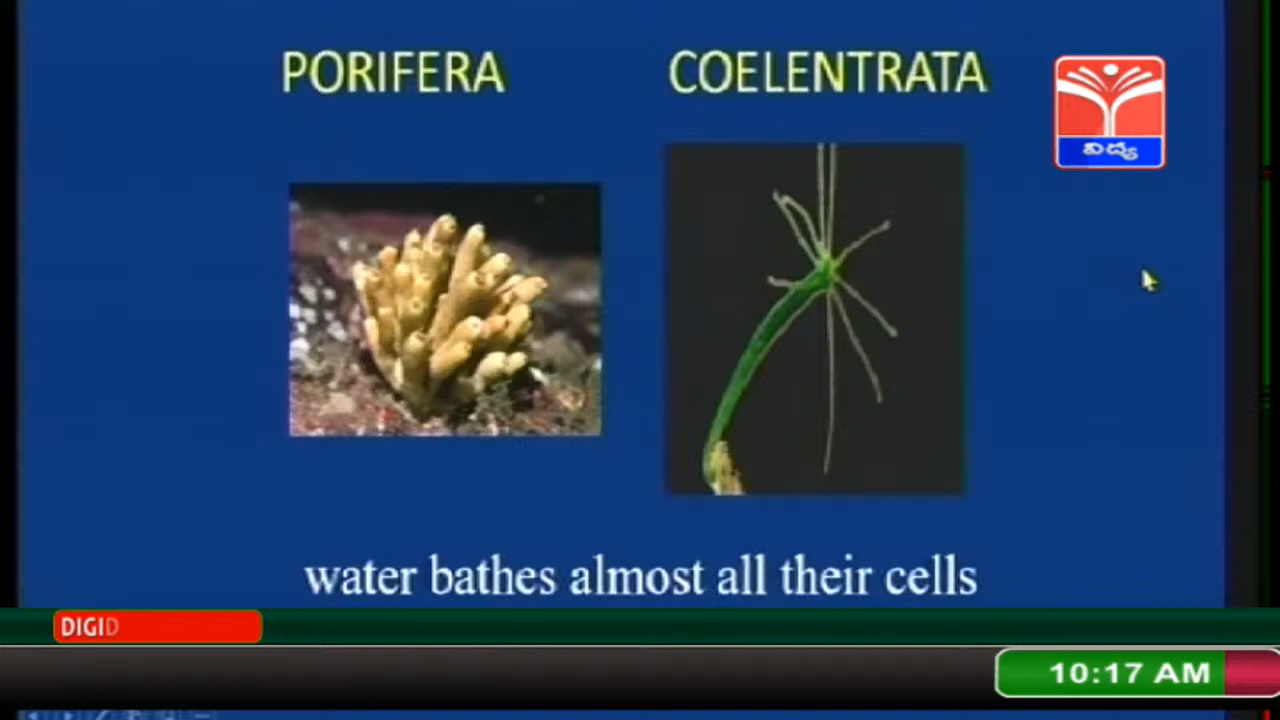 PORIFERA
COELENTRATA
విద్య
water bathes almost all their cells
DIGID
10:17 AM